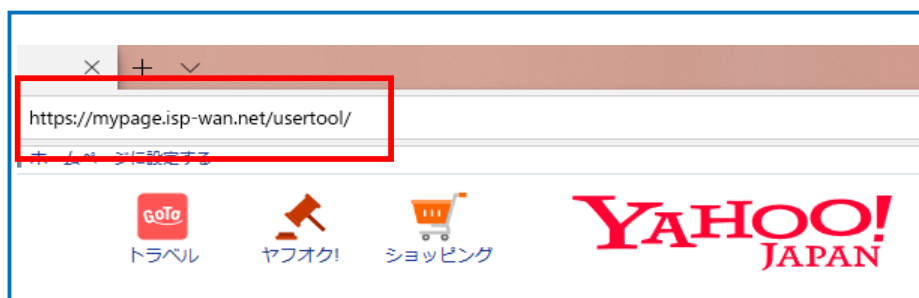 https://mypage.isp-wan.net/usertool/
ホームページに設定する
GoTo
トラベル
ヤフオク!
ショッピング
YAHOO!
JAPAN